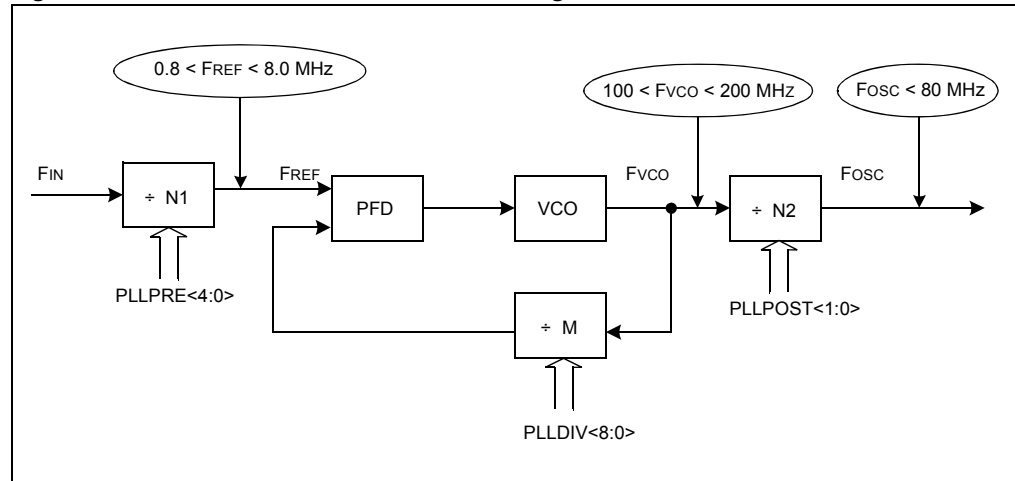 0.8 < FREF < 8.0 MHz
100 < FVCO < 200 MHZ
FOSC < 80 MHz
FIN
FREF
FVCO
FOSC
÷ N1
PFD
VCO
÷ N2
PLLPRE<4:0>
PLLPOST<1:0>
÷ M
PLLDIV<8:0>